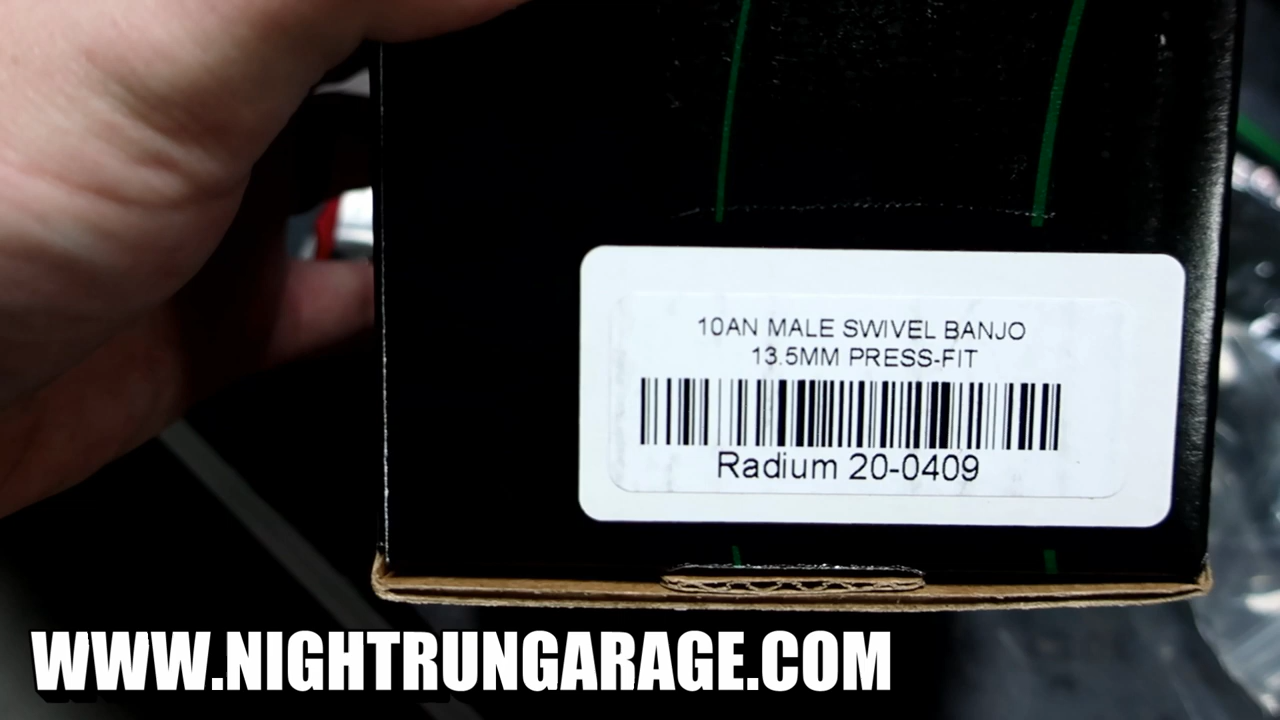 10AN MALE SWIVEL BANJO
13.5MM PRESS-FIT
Radium 20-0409
WWW.NIGHTRUNGARAGE.COM